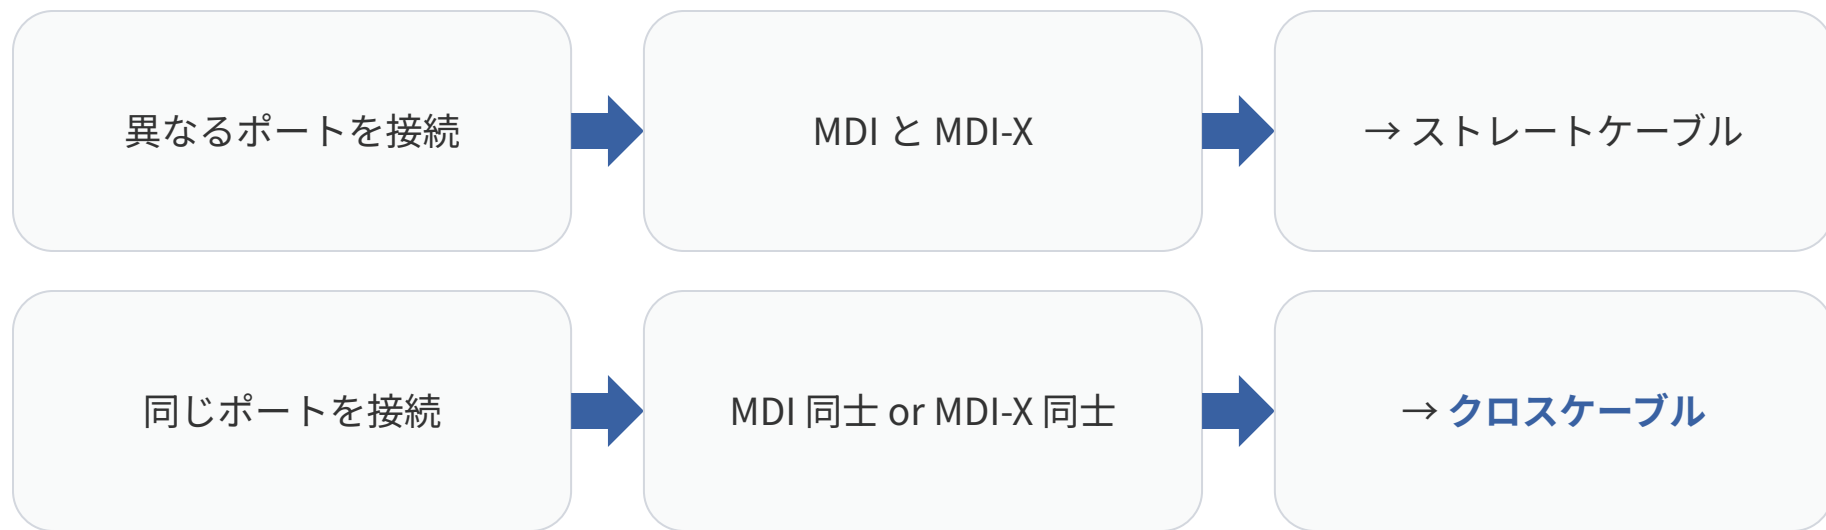 異なるポートを接続
MDI と MDI-X
→ ストレートケーブル
同じポートを接続
MDI 同士 or MDI-X 同士
→ クロスケーブル